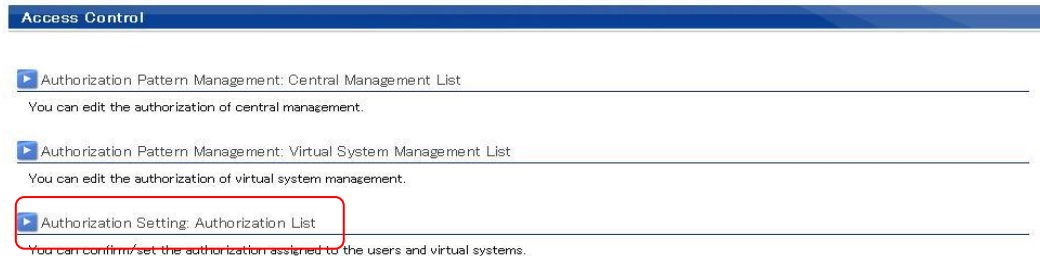 Access Control
Authorization Pattern Management: Central Management List
You can edit the authorization of central management.
Authorization Pattern Management: Virtual System Management List
You can edit the authorization of virtual system management.
Authorization Setting: Authorization List
You can confirm/set the authorization assigned to the users and virtual systems.